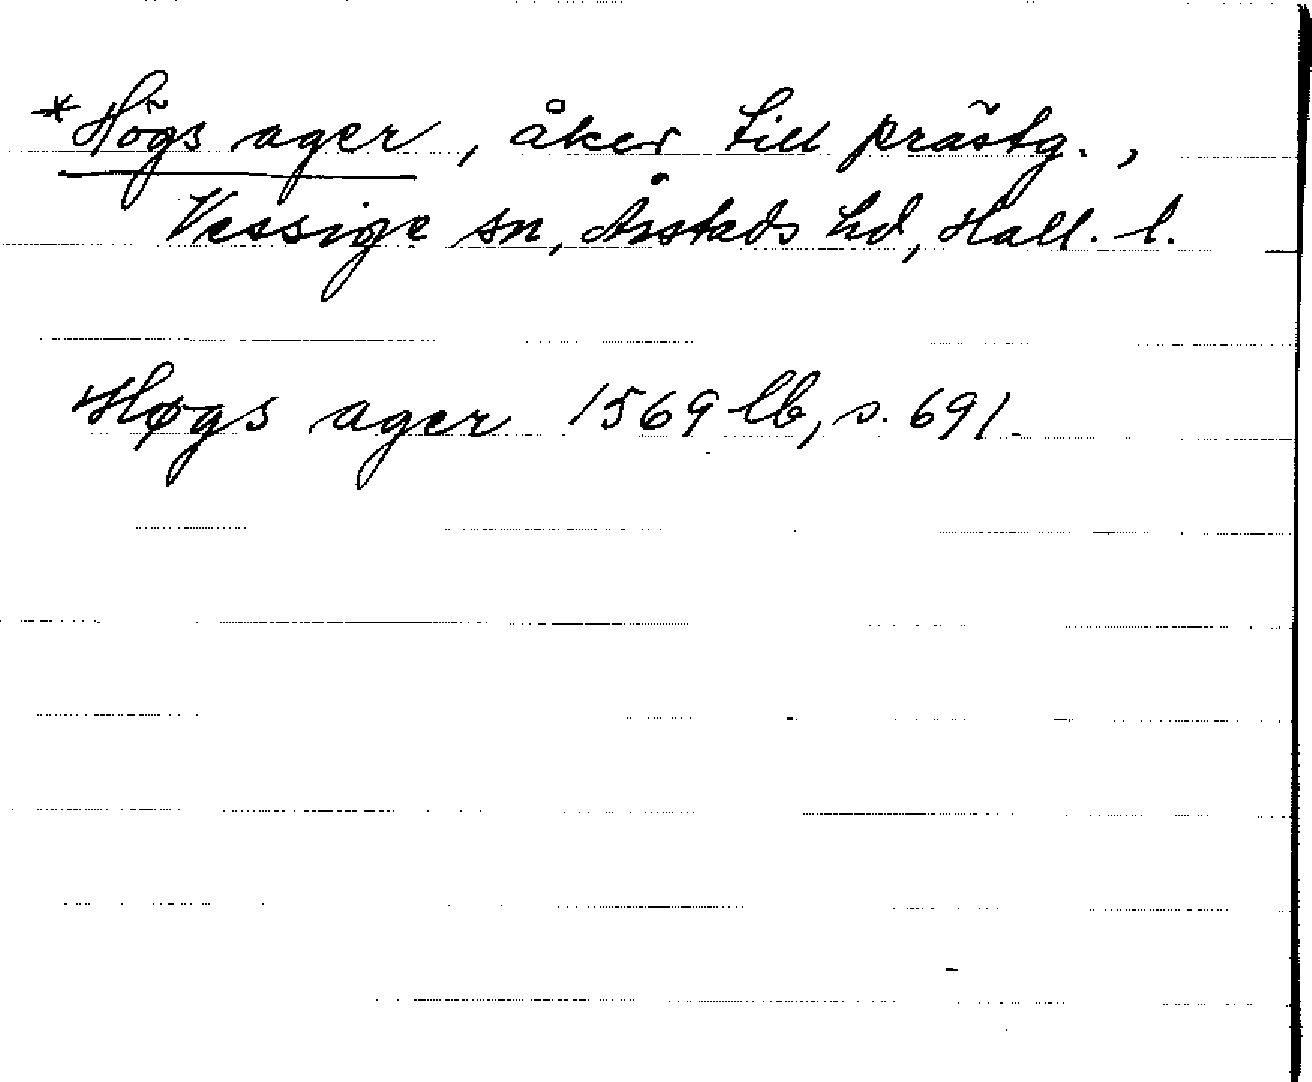 *Högs ager, åker till prästg.,
Vessige sn, Årstads hd, Hall. l.
Høgs ager 1569 lb, s. 691